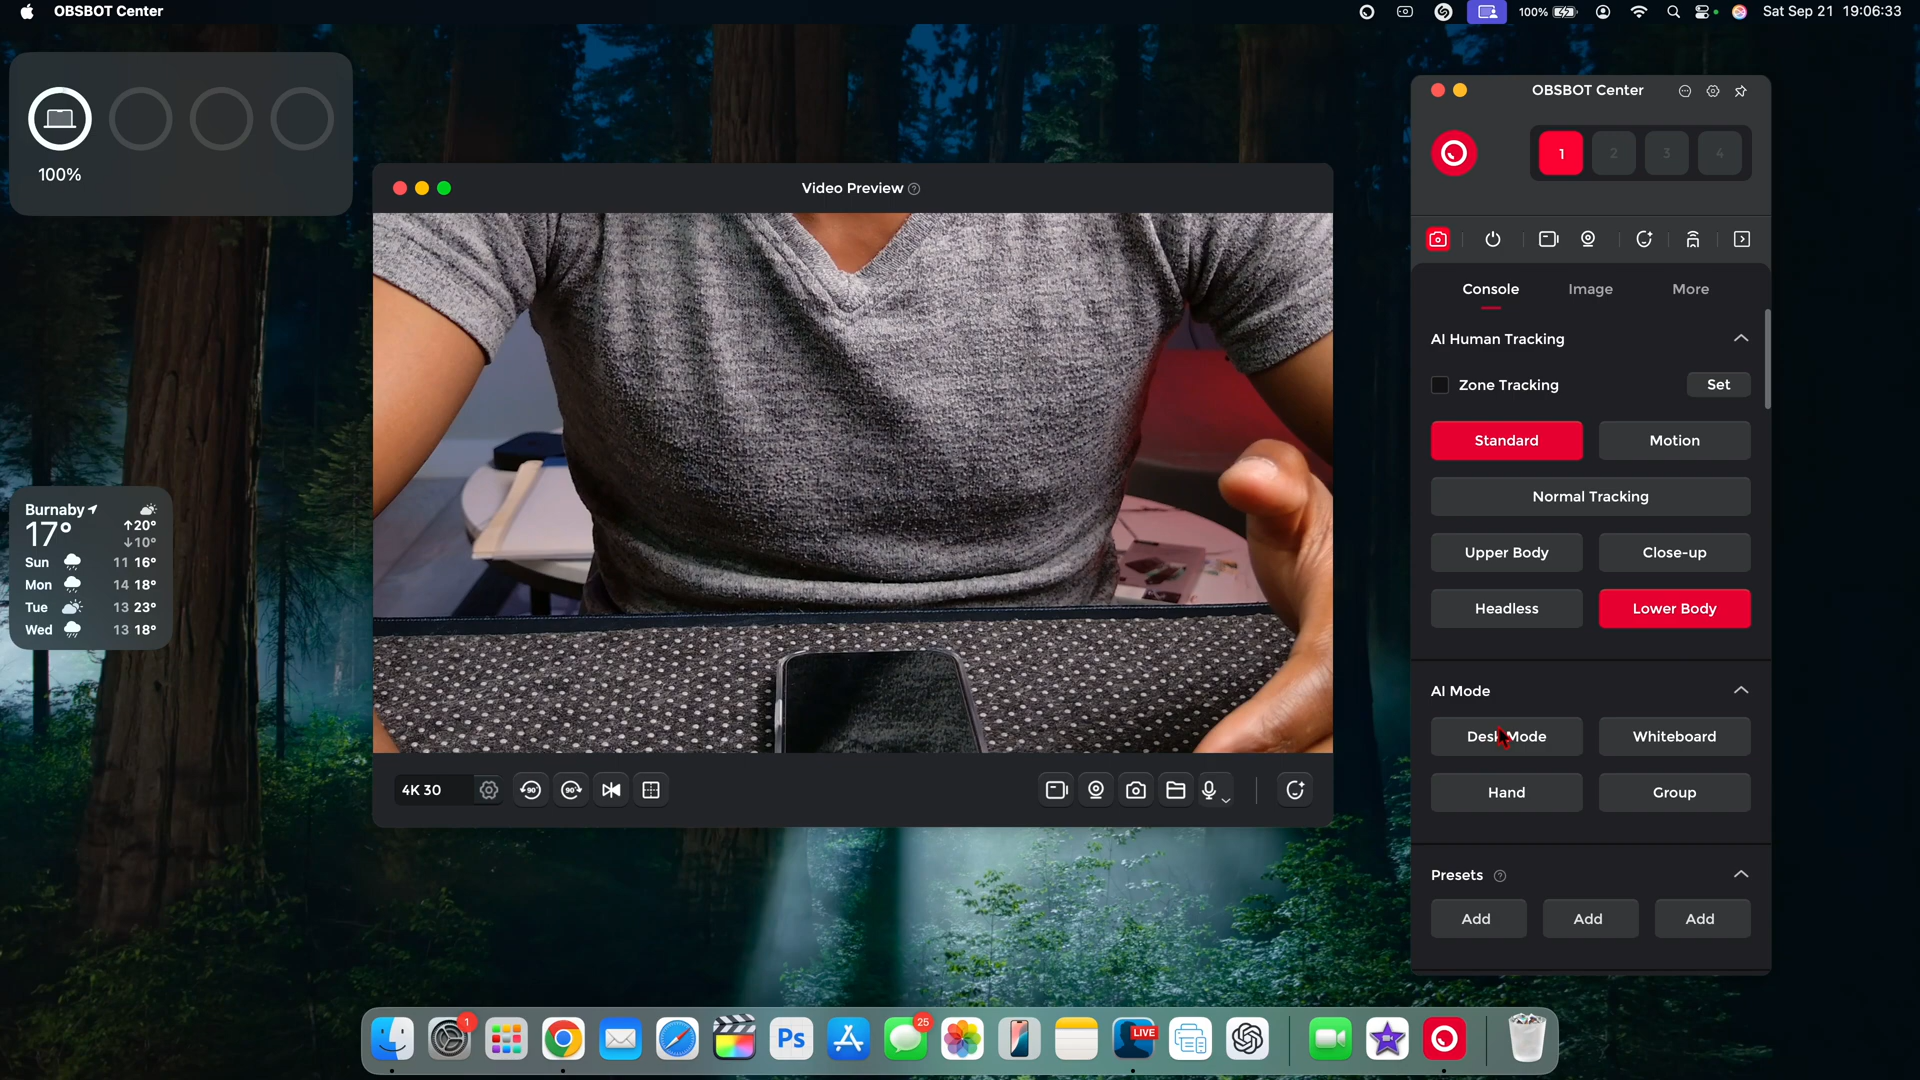 OBSBOT Center
100%
Sat Sep 21 19:06:33
100%
Burnaby
17°
↑20°
↓10°
Sun 11 16°
Mon 14 18°
Tue 13 23°
Wed 13 18°
Video Preview
4K 30
90°
90°
OBSBOT Center
1 2 3 4
Console Image More
AI Human Tracking
Zone Tracking Set
Standard Motion
Normal Tracking
Upper Body Close-up
Headless Lower Body
AI Mode
Desk Mode Whiteboard
Hand Group
Presets
Add Add Add
1
Ps
25
LIVE